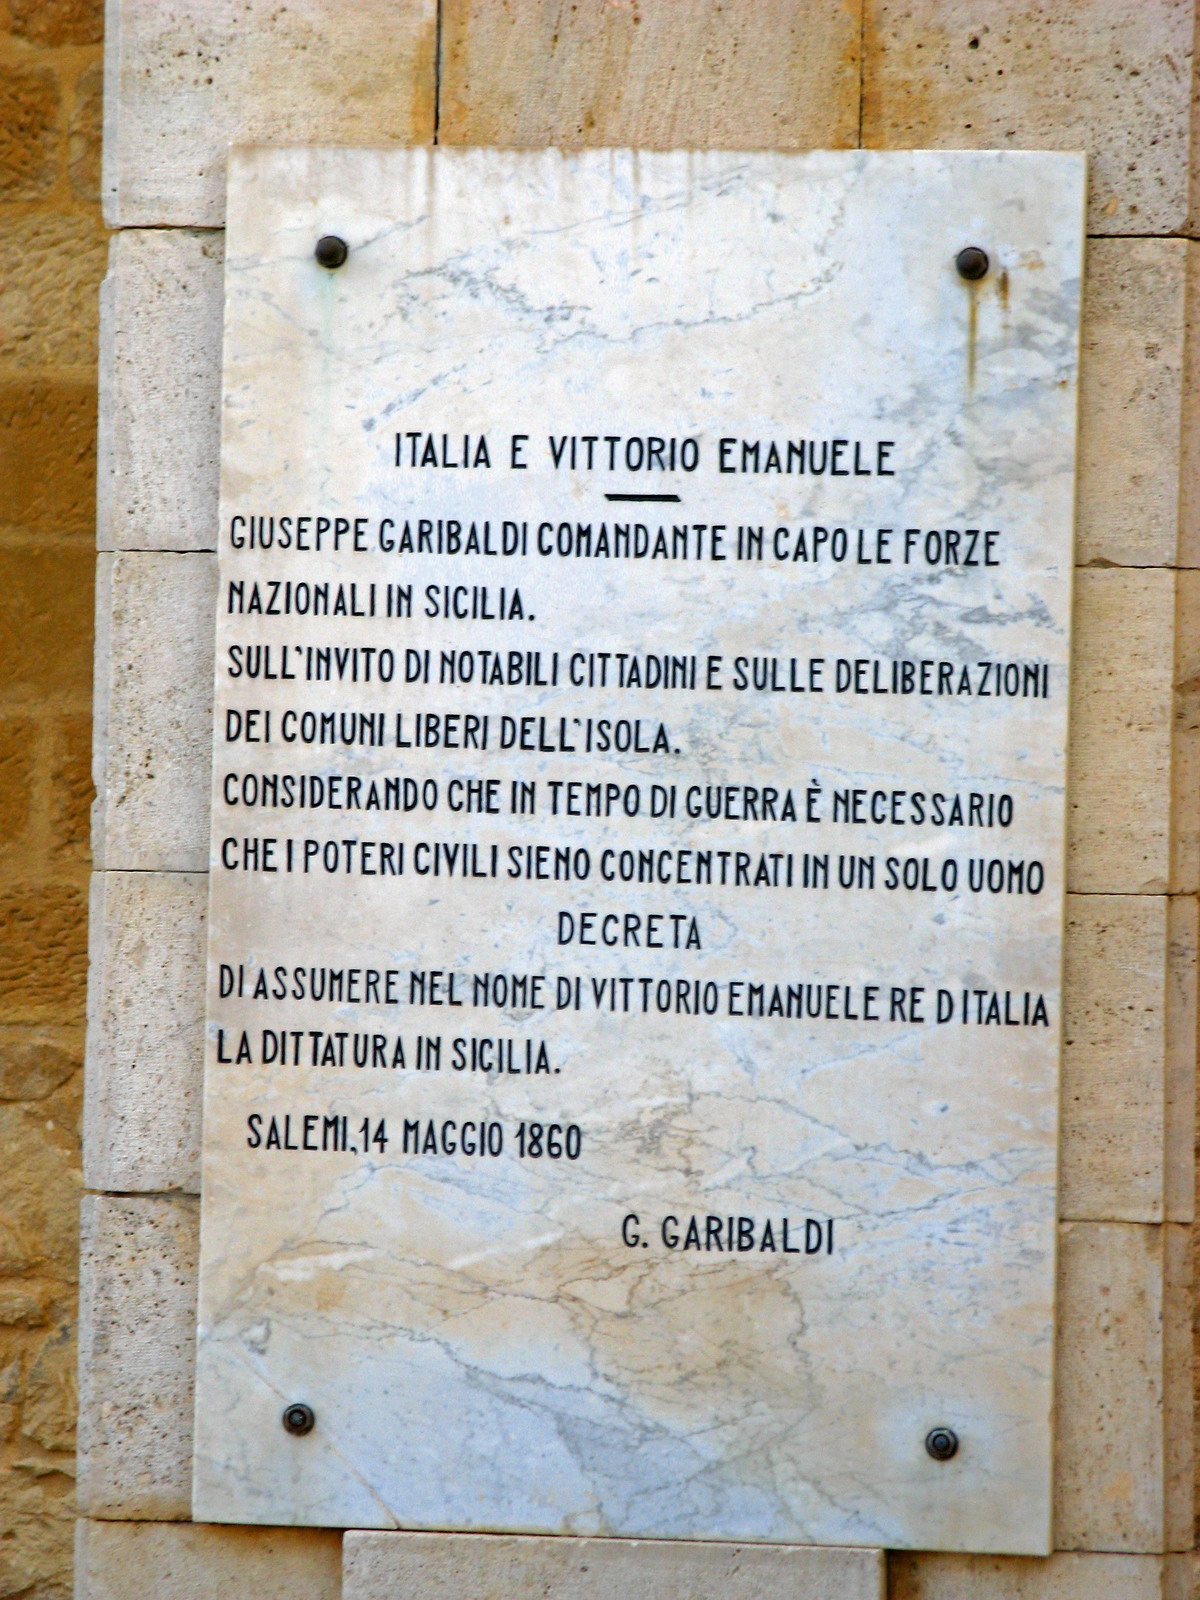 ITALIA E VITTORIO EMANUELE
GIUSEPPE GARIBALDI COMANDANTE IN CAPO LE FORZE
NAZIONALI IN SICILIA.
SULL'INVITO DI NOTABILI CITTADINI E SULLE DELIBERAZIONI
DEI COMUNI LIBERI DELL'ISOLA.
CONSIDERANDO CHE IN TEMPO DI GUERRA È NECESSARIO
CHE I POTERI CIVILI SIENO CONCENTRATI IN UN SOLO UOMO
DECRETA
DI ASSUMERE NEL NOME DI VITTORIO EMANUELE RE D ITALIA
LA DITTATURA IN SICILIA.
SALEMI, 14 MAGGIO 1860
G. GARIBALDI